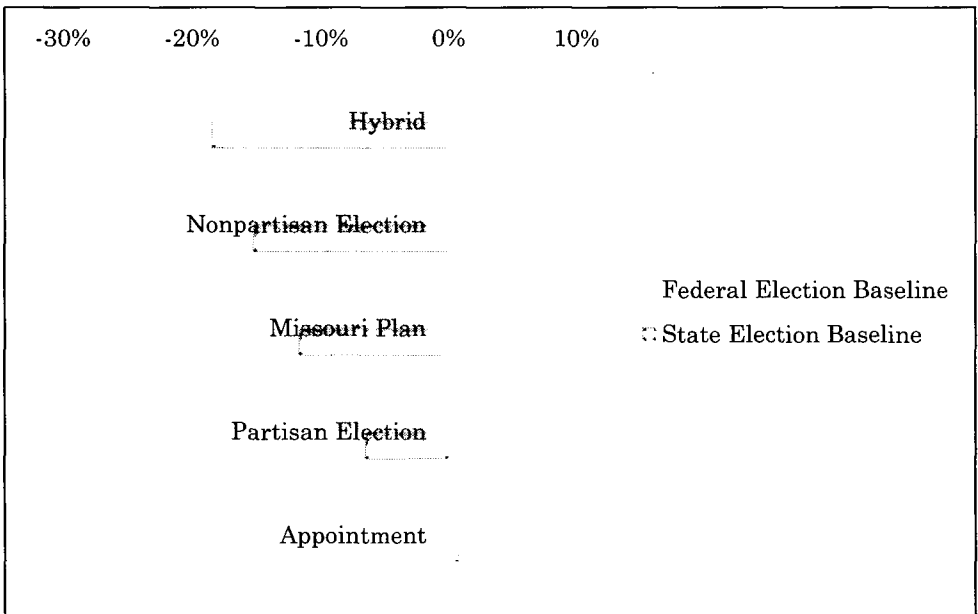 -30% -20% -10% 0% 10%
Hybrid
Nonpartisan Election
Federal Election Baseline
Missouri Plan
State Election Baseline
Partisan Election
Appointment